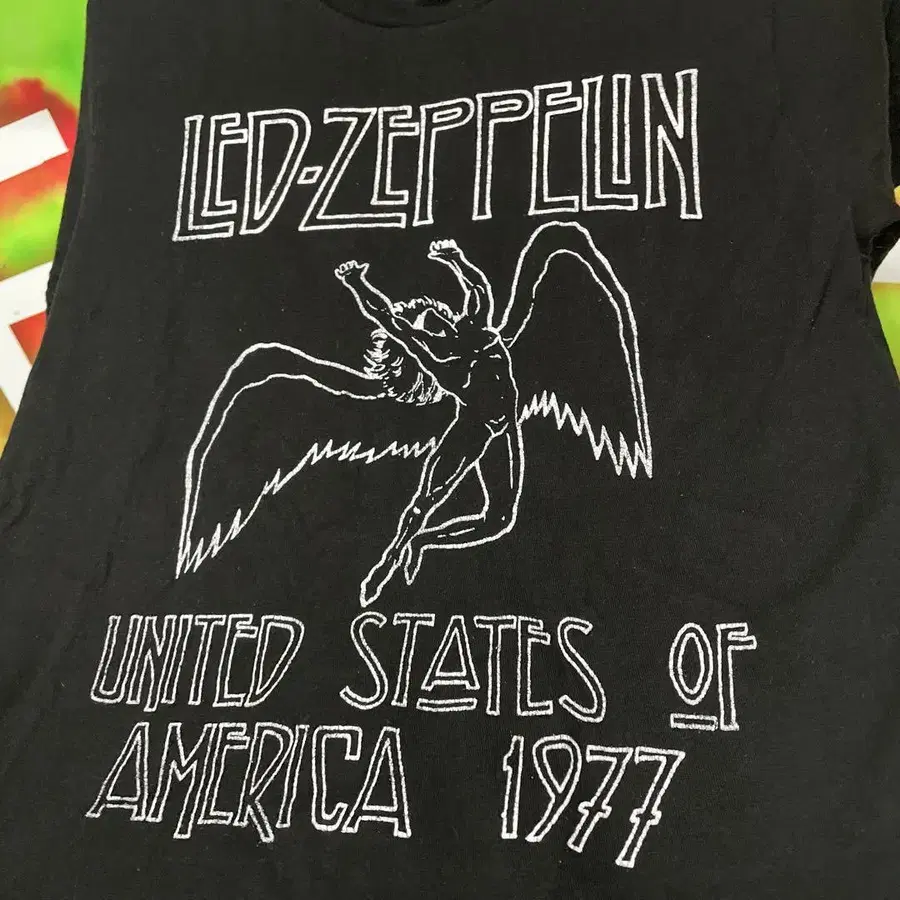 LED-ZEPPELIN
UNITED STATES OF
AMERICA 1977